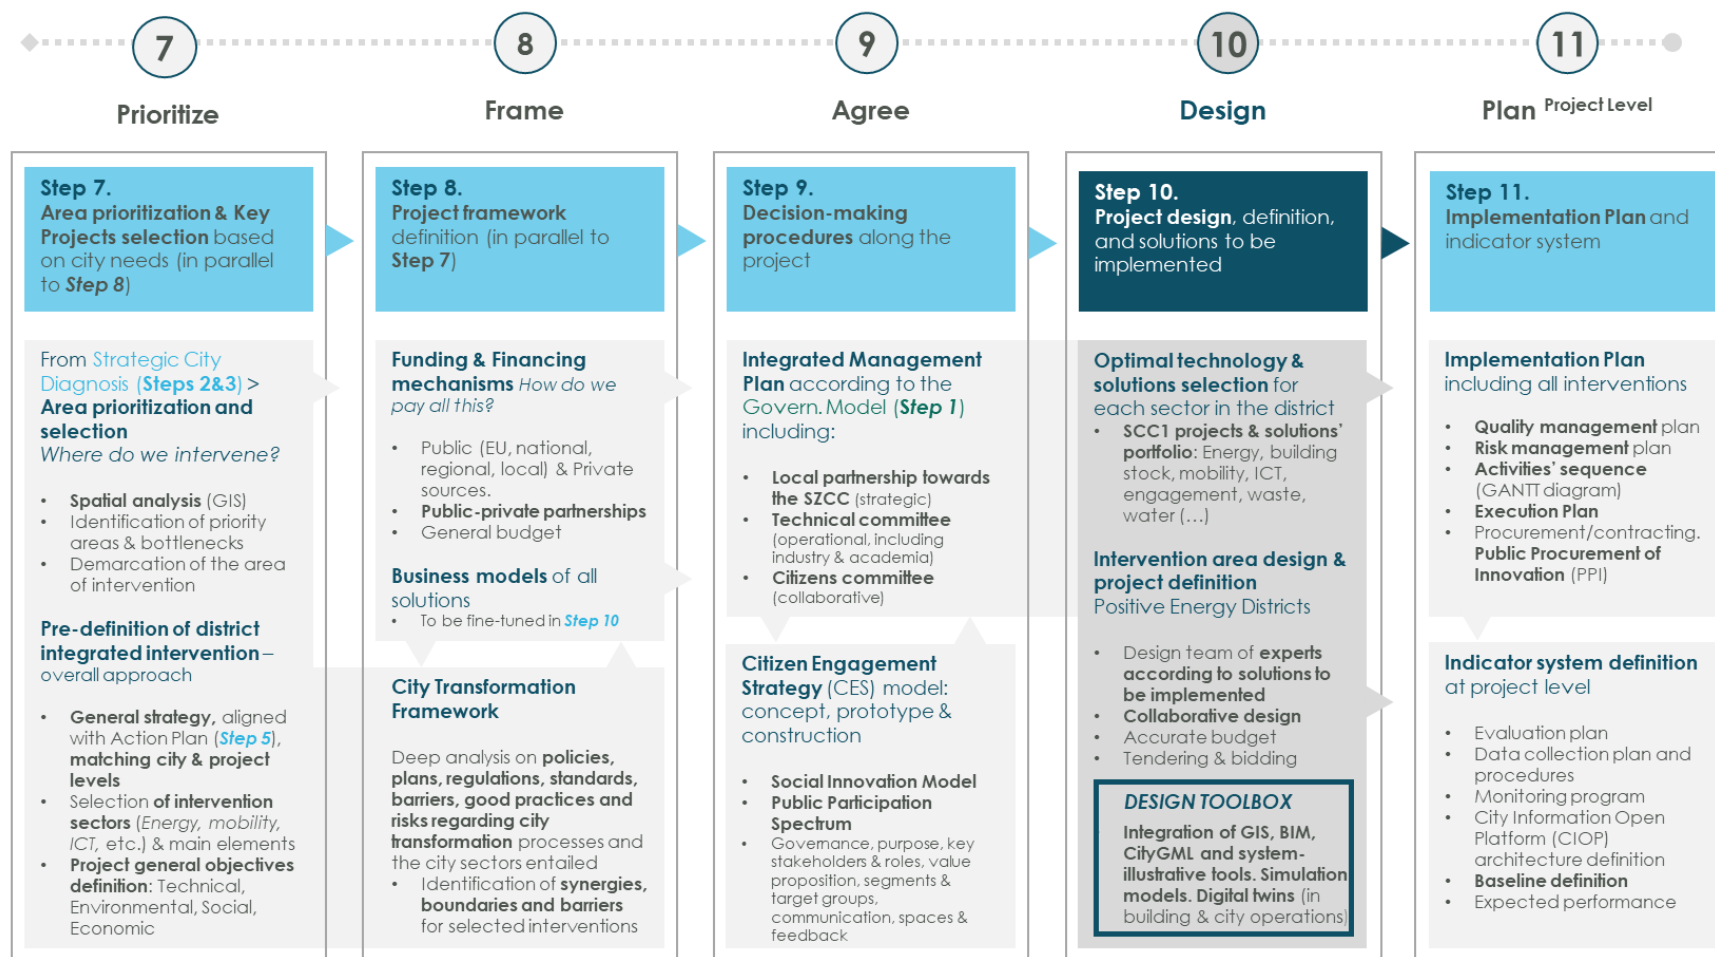 7
8
9
10
11
Prioritize
Frame
Agree
Design
Plan Project Level
Step 7.
Area prioritization & Key
Projects selection based
on city needs (in parallel
to Step 8)
From Strategic City
Diagnosis (Steps 2&3) >
Area prioritization and
selection
Where do we intervene?
• Spatial analysis (GIS)
• Identification of priority
areas & bottlenecks
• Demarcation of the area
of intervention
Pre-definition of district
integrated intervention –
overall approach
• General strategy, aligned
with Action Plan (Step 5),
matching city & project
levels
• Selection of intervention
sectors (Energy, mobility,
ICT, etc.) & main elements
• Project general objectives
definition: Technical,
Environmental, Social,
Economic
Step 8.
Project framework
definition (in parallel to
Step 7)
Funding & Financing
mechanisms How do we
pay all this?
• Public (EU, national,
regional, local) & Private
sources.
• Public-private partnerships
• General budget
Business models of all
solutions
• To be fine-tuned in Step 10
City Transformation
Framework
Deep analysis on policies,
plans, regulations, standards,
barriers, good practices and
risks regarding city
transformation processes and
the city sectors entailed
• Identification of synergies,
boundaries and barriers
for selected interventions
Step 9.
Decision-making
procedures along the
project
Integrated Management
Plan according to the
Govern. Model (Step 1)
including:
• Local partnership towards
the SZCC (strategic)
• Technical committee
(operational, including
industry & academia)
• Citizens committee
(collaborative)
Citizen Engagement
Strategy (CES) model:
concept, prototype &
construction
• Social Innovation Model
• Public Participation
Spectrum
• Governance, purpose, key
stakeholders & roles, value
proposition, segments &
target groups,
communication, spaces &
feedback
Step 10.
Project design, definition,
and solutions to be
implemented
Optimal technology &
solutions selection for
each sector in the district
• SCC1 projects & solutions'
portfolio: Energy, building
stock, mobility, ICT,
engagement, waste,
water (...)
Intervention area design &
project definition
Positive Energy Districts
• Design team of experts
according to solutions to
be implemented
• Collaborative design
• Accurate budget
• Tendering & bidding
DESIGN TOOLBOX
Integration of GIS, BIM,
CityGML and system-
illustrative tools. Simulation
models. Digital twins (in
building & city operations)
Step 11.
Implementation Plan and
indicator system
Implementation Plan
including all interventions
• Quality management plan
• Risk management plan
• Activities' sequence
(GANTT diagram)
• Execution Plan
• Procurement/contracting.
Public Procurement of
Innovation (PPI)
Indicator system definition
at project level
• Evaluation plan
• Data collection plan and
procedures
• Monitoring program
• City Information Open
Platform (CIOP)
architecture definition
• Baseline definition
• Expected performance